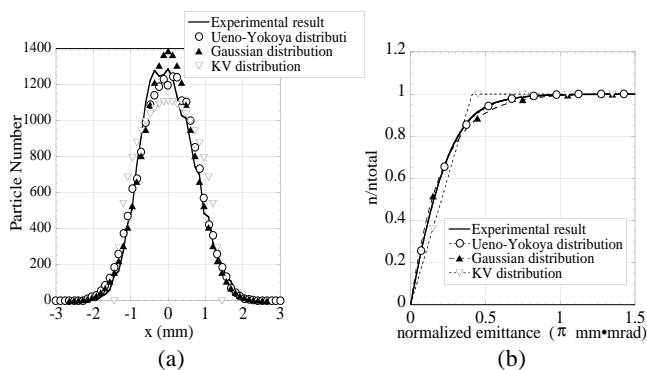 Experimental result
Ueno-Yokoya distributi
Gaussian distribution
KV distribution
1400
1200
1000
800
600
400
200
0
Particle Number
-3
-2
-1
0
1
2
3
x (mm)
(a)
1.2
1
0.8
0.6
0.4
0.2
0
n/ntotal
Experimental result
Ueno-Yokoya distribution
Gaussian distribution
KV distribution
0
0.5
1
1.5
normalized emittance (π mm•mrad)
(b)